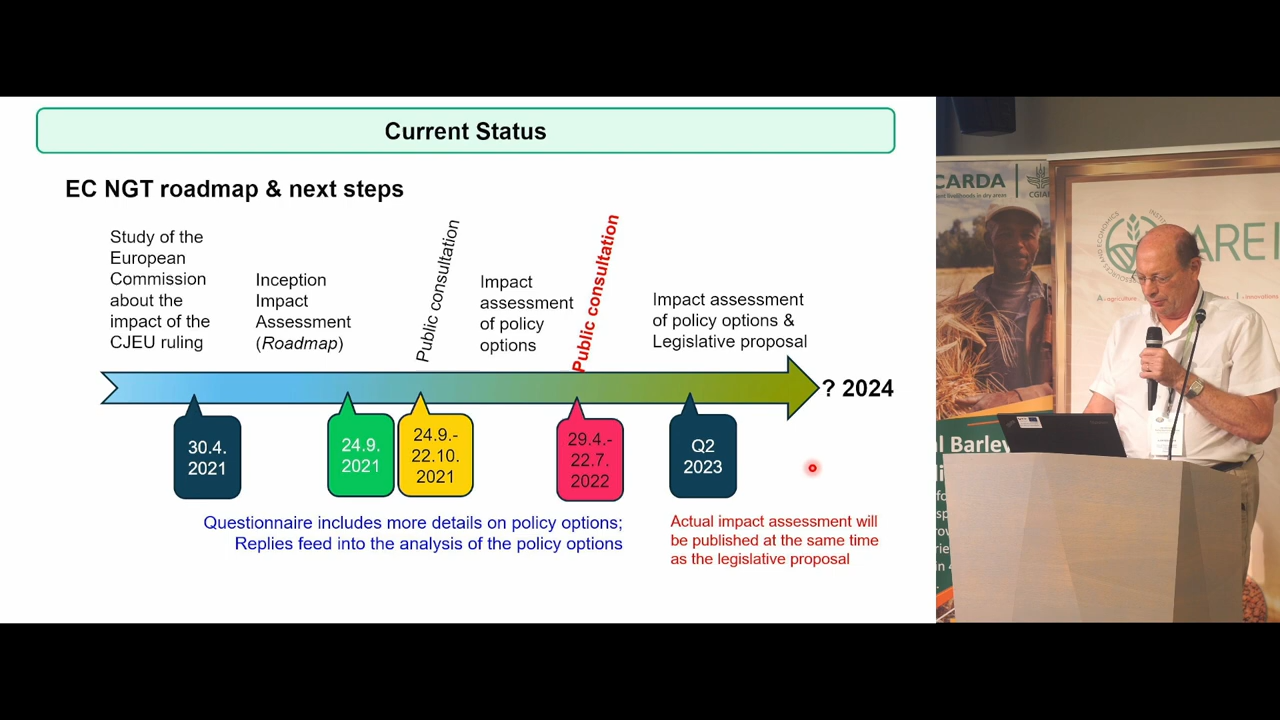 Current Status
EC NGT roadmap & next steps
Study of the
European
Commission
about the
impact of the
CJEU ruling
Inception
Impact
Assessment
(Roadmap)
Public consultation
Impact
assessment
of policy
options
Public consultation
Impact assessment
of policy options &
Legislative proposal
? 2024
30.4.
2021
24.9.
2021
24.9.-
22.10.
2021
29.4.-
22.7.
2022
Q2
2023
Questionnaire includes more details on policy options;
Replies feed into the analysis of the policy options
Actual impact assessment will
be published at the same time
as the legislative proposal
CARDA
CGIAR
AREI